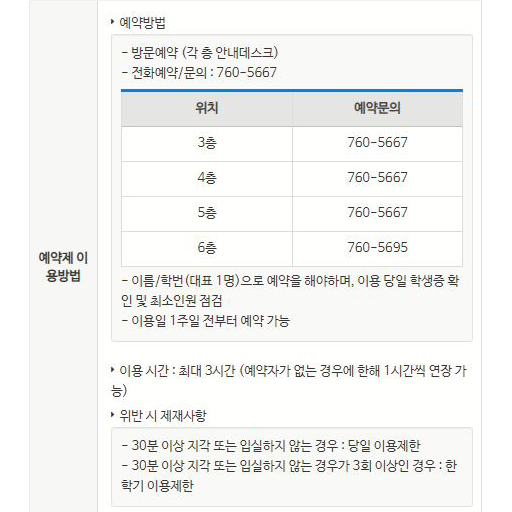 예약제 이
용방법
예약방법
- 방문예약 (각 층 안내데스크)
- 전화예약/문의 : 760-5667
위치 예약문의
3층 760-5667
4층 760-5667
5층 760-5667
6층 760-5695
- 이름/학번(대표 1명)으로 예약을 해야하며, 이용 당일 학생증 확
인 및 최소인원 점검
- 이용일 1주일 전부터 예약 가능
이용 시간 : 최대 3시간 (예약자가 없는 경우에 한해 1시간씩 연장 가
능)
위반 시 제재사항
- 30분 이상 지각 또는 입실하지 않는 경우 : 당일 이용제한
- 30분 이상 지각 또는 입실하지 않는 경우가 3회 이상인 경우 : 한
학기 이용제한